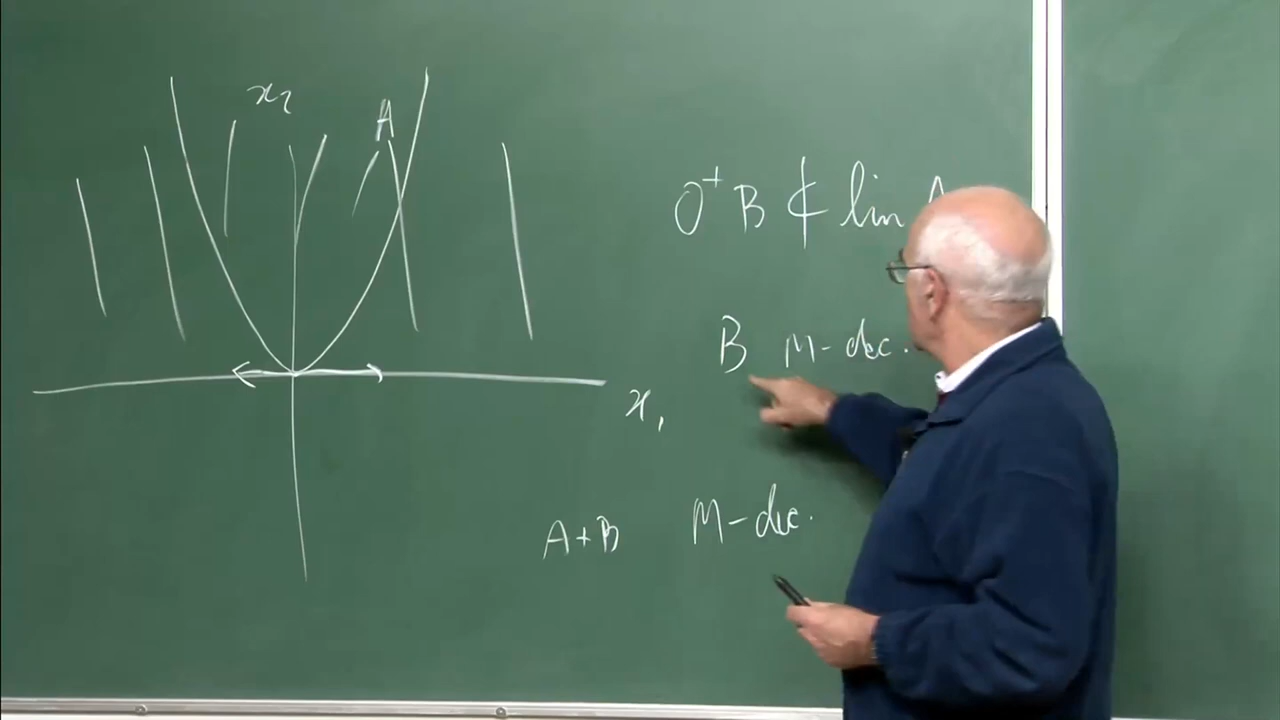 x₂
A
0⁺ B ⊄ lin A
B M-dec.
x₁
A+B M-dec.